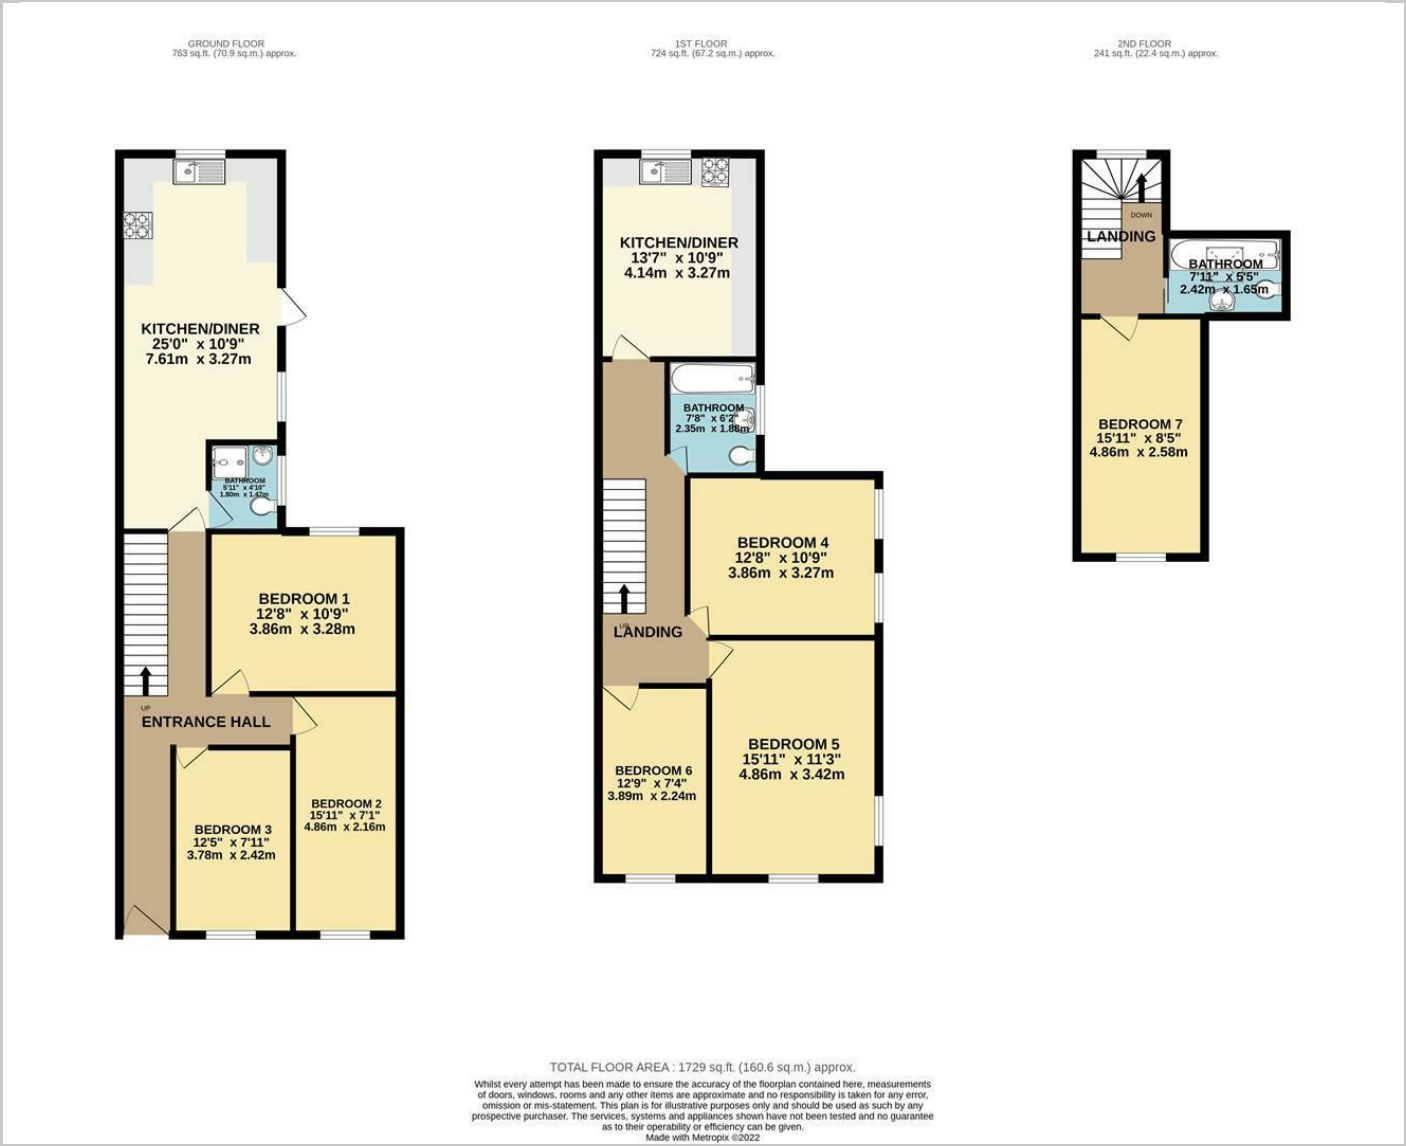 GROUND FLOOR
763 sq.ft. (70.9 sq.m.) approx.
KITCHEN/DINER
25'0" x 10'9"
7.61m x 3.27m
BATHROOM
5'11" x 4'10"
1.80m x 1.47m
BEDROOM 1
12'8" x 10'9"
3.86m x 3.28m
UP
ENTRANCE HALL
BEDROOM 2
15'11" x 7'1"
4.86m x 2.16m
BEDROOM 3
12'5" x 7'11"
3.78m x 2.42m
1ST FLOOR
724 sq.ft. (67.2 sq.m.) approx.
KITCHEN/DINER
13'7" x 10'9"
4.14m x 3.27m
BATHROOM
7'8" x 6'2"
2.35m x 1.88m
BEDROOM 4
12'8" x 10'9"
3.86m x 3.27m
UP
LANDING
BEDROOM 5
15'11" x 11'3"
4.86m x 3.42m
BEDROOM 6
12'9" x 7'4"
3.89m x 2.24m
2ND FLOOR
241 sq.ft. (22.4 sq.m.) approx.
DOWN
LANDING
BATHROOM
7'11" x 5'5"
2.42m x 1.65m
BEDROOM 7
15'11" x 8'5"
4.86m x 2.58m
TOTAL FLOOR AREA : 1729 sq.ft. (160.6 sq.m.) approx.
Whilst every attempt has been made to ensure the accuracy of the floorplan contained here, measurements
of doors, windows, rooms and any other items are approximate and no responsibility is taken for any error,
omission or mis-statement. This plan is for illustrative purposes only and should be used as such by any
prospective purchaser. The services, systems and appliances shown have not been tested and no guarantee
as to their operability or efficiency can be given.
Made with Metropix ©2022